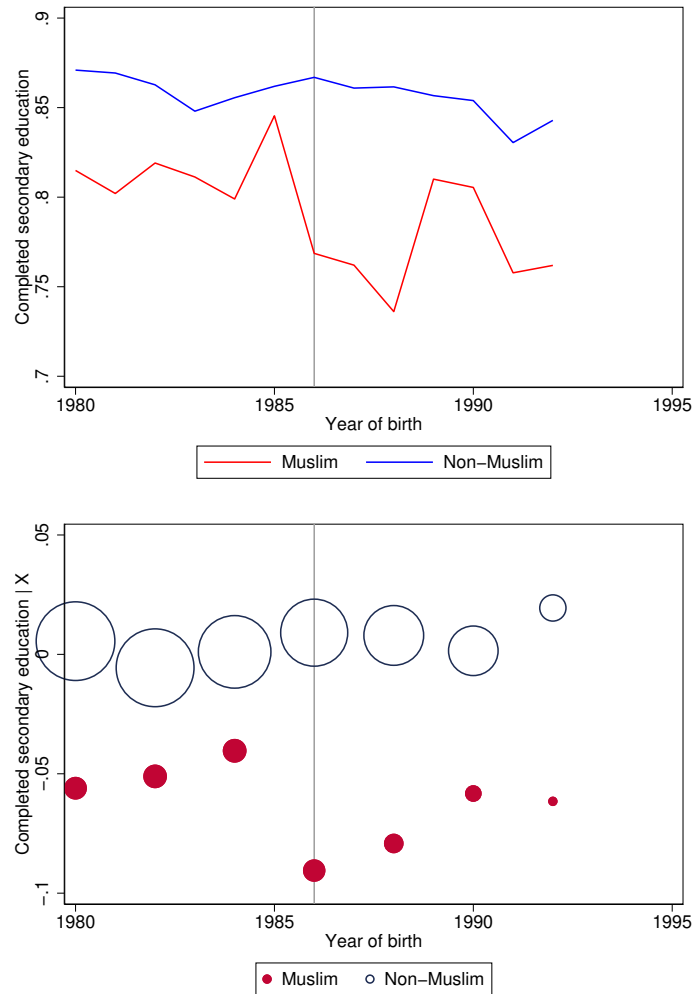 Completed secondary education
.9
.85
.8
.75
.7
1980 1985 1990 1995
Year of birth
Muslim Non−Muslim
Completed secondary education | X
.05
0
−.05
−.1
1980 1985 1990 1995
Year of birth
Muslim Non−Muslim